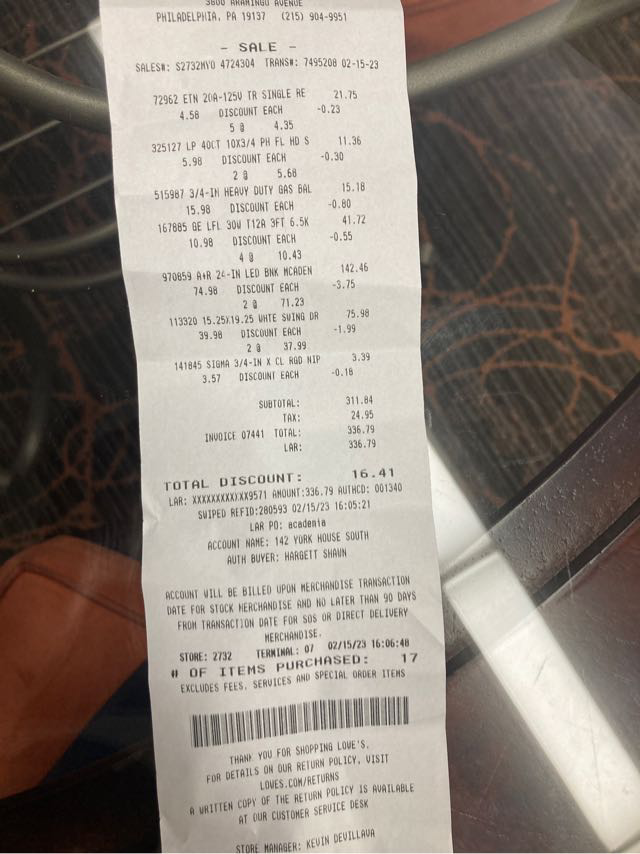 3800 ARAMINGO AVENUE
PHILADELPHIA, PA 19137 (215) 904-9951
- SALE -
SALES#: S2732MVO 4724304 TRANS#: 7495208 02-15-23
72962 ETN 20A-125V TR SINGLE RE 21.75
4.58 DISCOUNT EACH -0.23
5 @ 4.35
325127 LP 40CT 10X3/4 PH FL HD S 11.36
5.98 DISCOUNT EACH -0.30
2 @ 5.68
515987 3/4-IN HEAVY DUTY GAS BAL 15.18
15.98 DISCOUNT EACH -0.80
167885 GE LFL 30W T12A 3FT 6.5K 41.72
10.98 DISCOUNT EACH -0.55
4 @ 10.43
970859 A+R 24-IN LED BNK MCADEN 142.46
74.98 DISCOUNT EACH -3.75
2 @ 71.23
113320 15.25X19.25 WHTE SWING DR 75.98
39.98 DISCOUNT EACH -1.99
2 @ 37.99
141845 SIGMA 3/4-IN X CL RGD NIP 3.39
3.57 DISCOUNT EACH -0.18
SUBTOTAL: 311.84
TAX: 24.95
INVOICE 07441 TOTAL: 336.79
LAR: 336.79
TOTAL DISCOUNT: 16.41
LAR: XXXXXXXXXXXX9571 AMOUNT:336.79 AUTHCD: 001340
SWIPED REFID:280593 02/15/23 16:05:21
LAR PO: academia
ACCOUNT NAME: 142 YORK HOUSE SOUTH
AUTH BUYER: HARGETT SHAWN
ACCOUNT WILL BE BILLED UPON MERCHANDISE TRANSACTION
DATE FOR STOCK MERCHANDISE AND NO LATER THAN 90 DAYS
FROM TRANSACTION DATE FOR SOS OR DIRECT DELIVERY
MERCHANDISE.
STORE: 2732 TERMINAL: 07 02/15/23 16:06:48
# OF ITEMS PURCHASED: 17
EXCLUDES FEES, SERVICES AND SPECIAL ORDER ITEMS
THANK YOU FOR SHOPPING LOVE'S.
FOR DETAILS ON OUR RETURN POLICY, VISIT
LOVES.COM/RETURNS
A WRITTEN COPY OF THE RETURN POLICY IS AVAILABLE
AT OUR CUSTOMER SERVICE DESK
STORE MANAGER: KEVIN DEVILLAVA